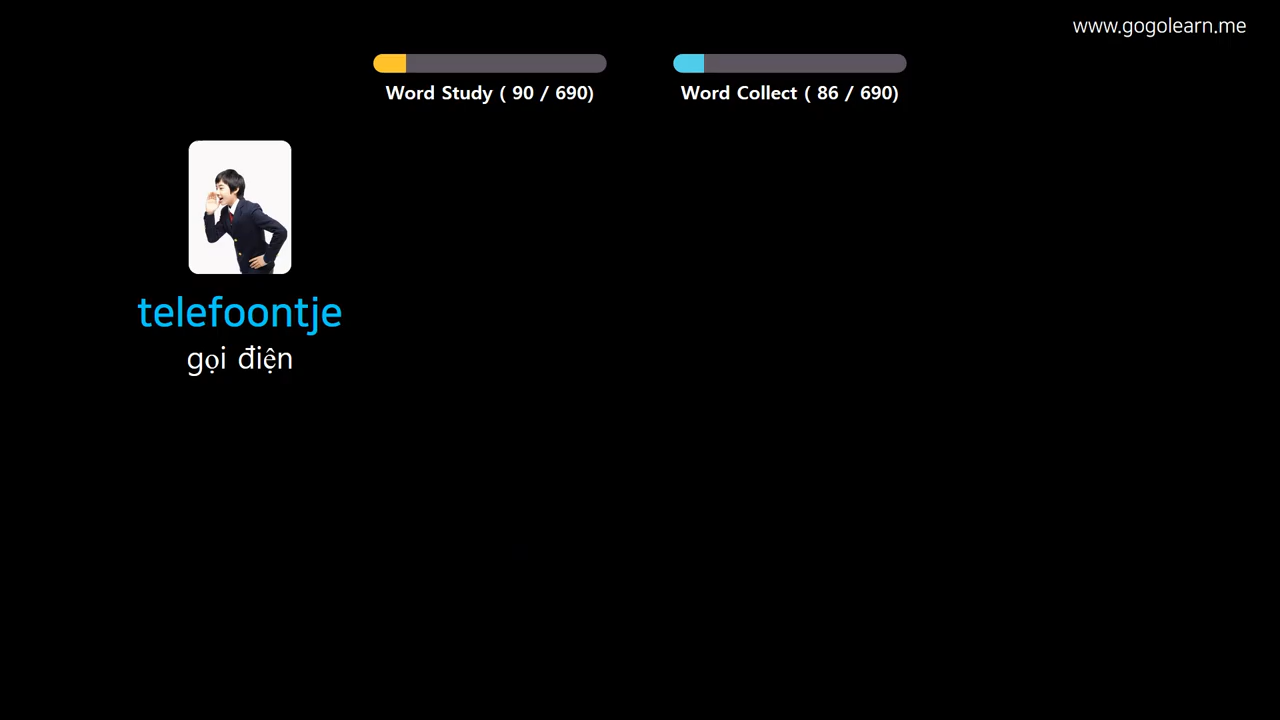 www.gogolearn.me
Word Study ( 90 / 690)
Word Collect ( 86 / 690)
telefoontje
gọi điện